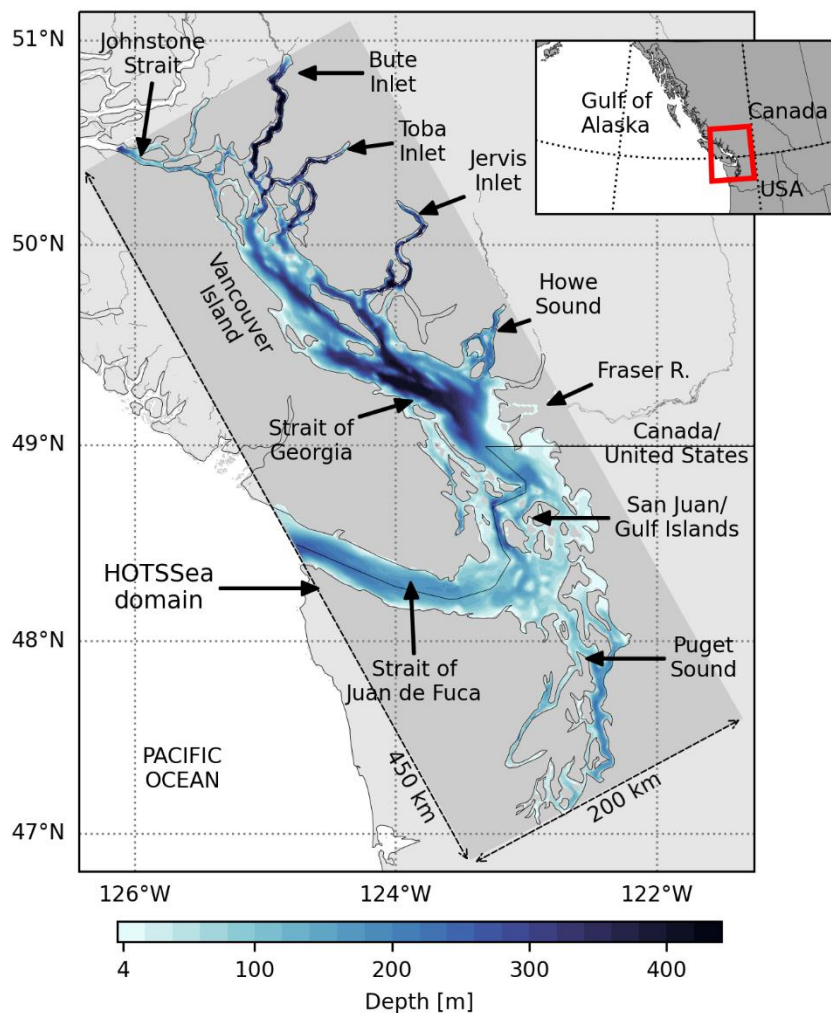 51°N
50°N
49°N
48°N
47°N
126°W
124°W
122°W
Johnstone
Strait
Bute
Inlet
Toba
Inlet
Jervis
Inlet
Gulf of
Alaska
Canada
USA
Vancouver
Island
Howe
Sound
Fraser R.
Strait of
Georgia
Canada/
United States
San Juan/
Gulf Islands
HOTSSea
domain
Strait of
Juan de Fuca
Puget
Sound
PACIFIC
OCEAN
450 km
200 km
4
100
200
300
400
Depth [m]